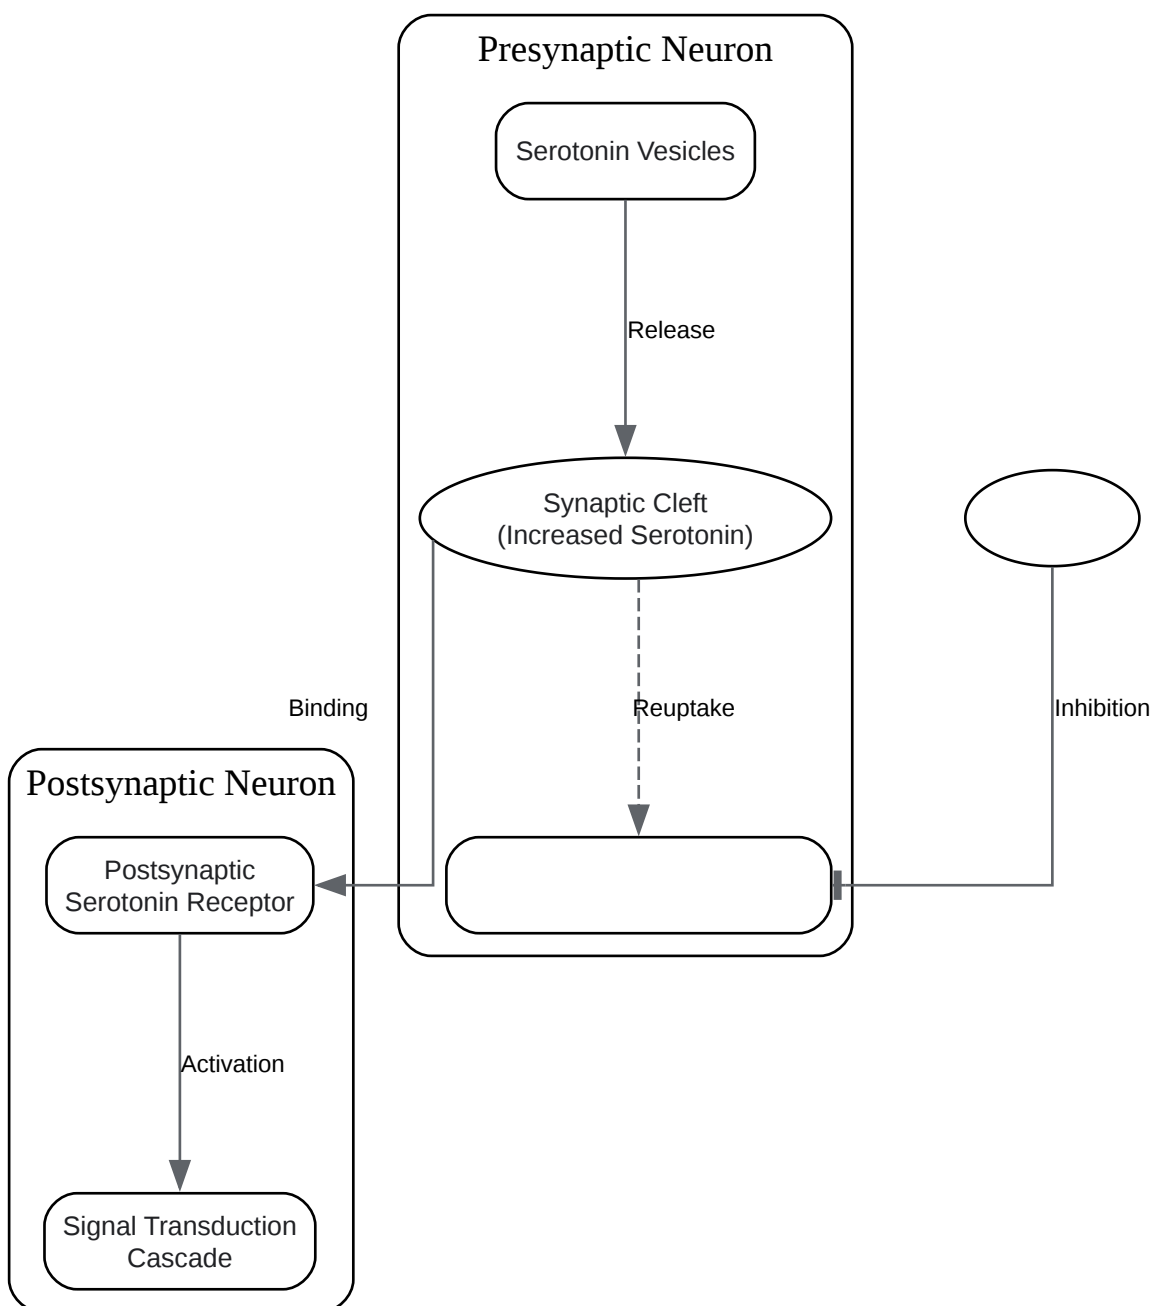 Presynaptic Neuron
Serotonin Vesicles
Release
Synaptic Cleft
(Increased Serotonin)
Binding
Reuptake
Inhibition
Postsynaptic Neuron
Postsynaptic
Serotonin Receptor
Activation
Signal Transduction
Cascade